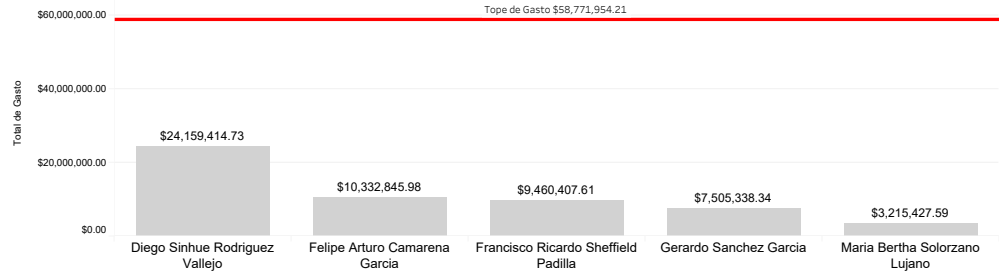 Tope de Gasto $58,771,954.21
$60,000,000.00
$40,000,000.00
$20,000,000.00
$0.00
Total de Gasto
$24,159,414.73
$10,332,845.98
$9,460,407.61
$7,505,338.34
$3,215,427.59
Diego Sinhue Rodriguez
Vallejo
Felipe Arturo Camarena
Garcia
Francisco Ricardo Sheffield
Padilla
Gerardo Sanchez Garcia
Maria Bertha Solorzano
Lujano